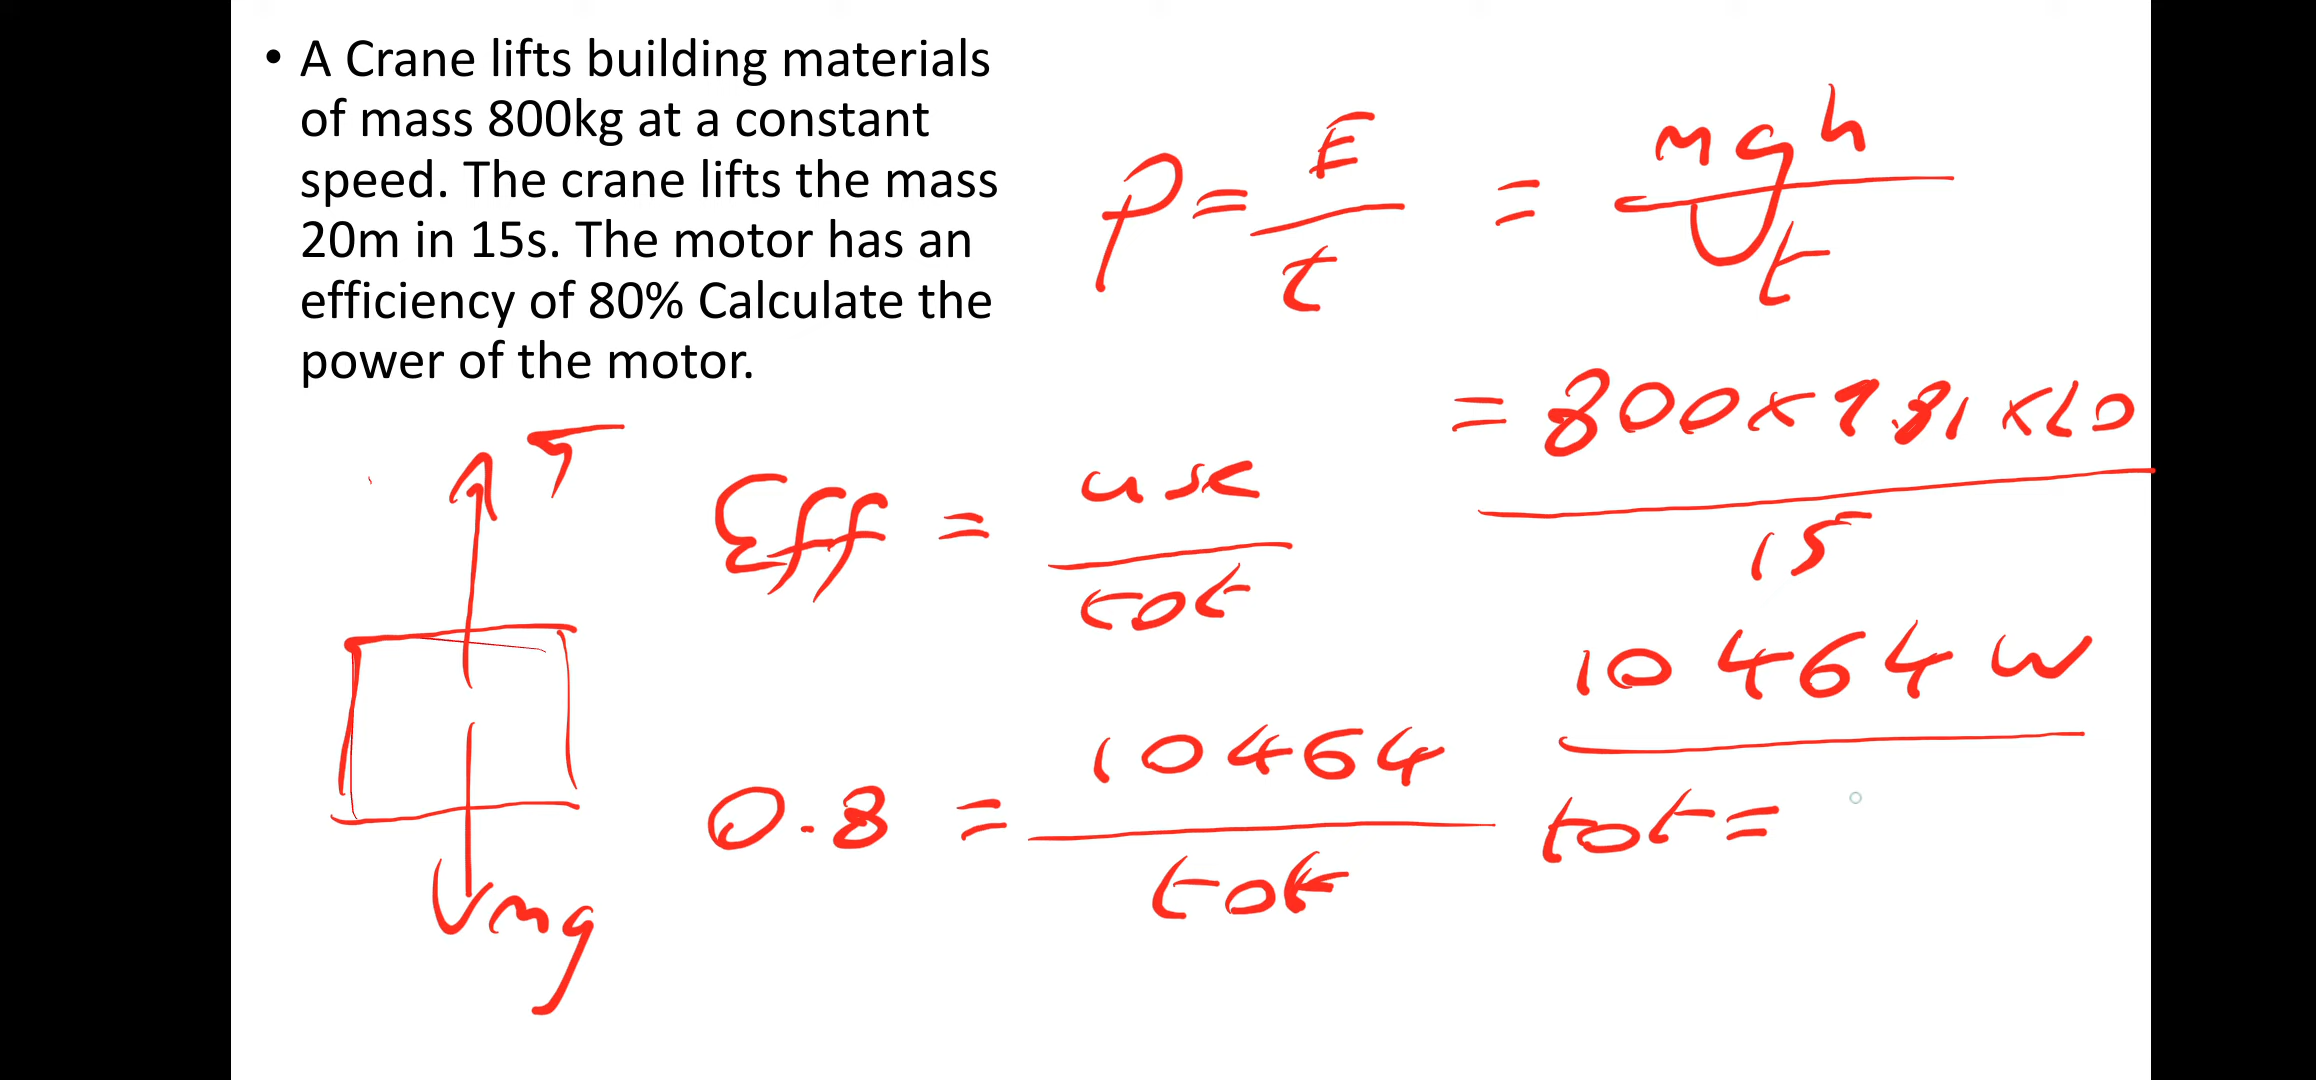 • A Crane lifts building materials
of mass 800kg at a constant
speed. The crane lifts the mass
20m in 15s. The motor has an
efficiency of 80% Calculate the
power of the motor.
P = E/t = mgh/t
= 800 × 9.81 × 20
15
10464 W
T
mg
Eff = use/tot
0.8 = 10464/tot
tot =